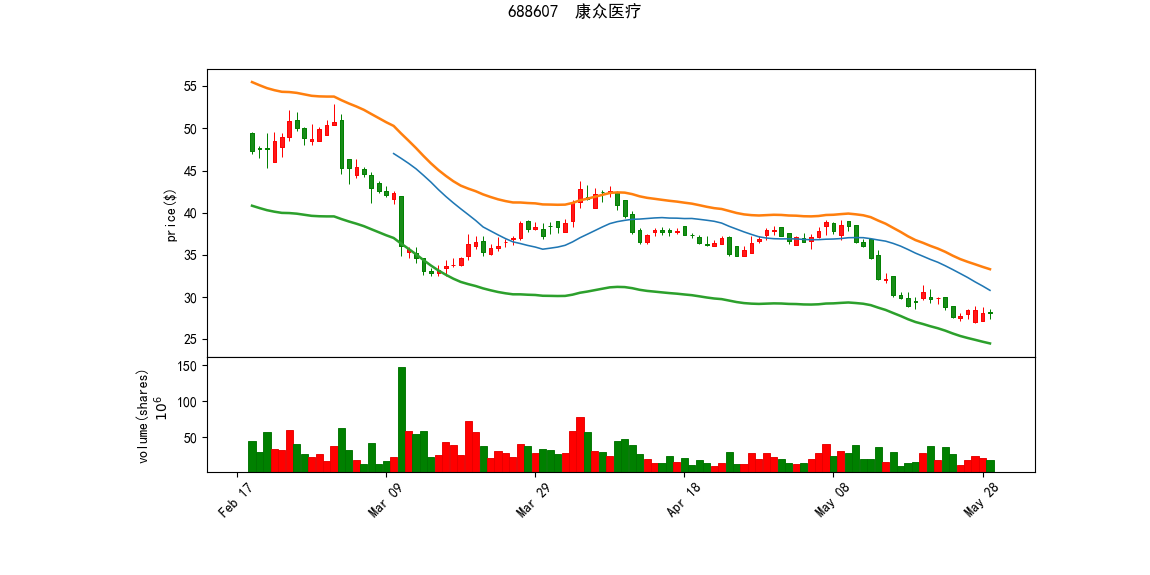 688607 康众医疗
55
50
45
40
35
30
25
price($)
150
100
50
volume(shares)
10^6
Feb 17
Mar 09
Mar 29
Apr 18
May 08
May 28